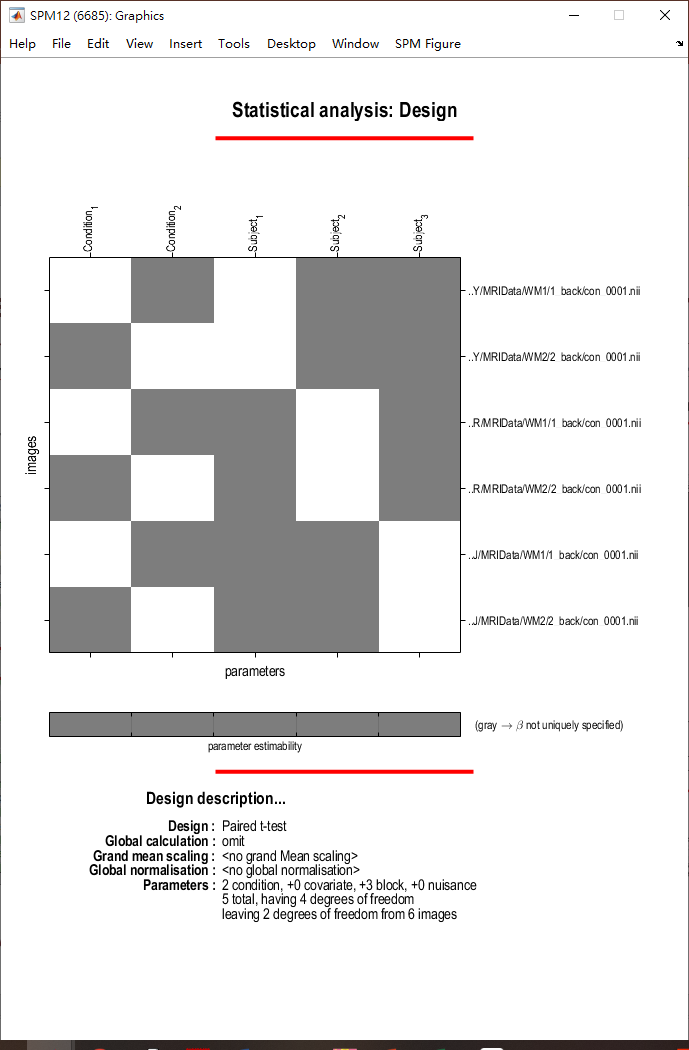 SPM12 (6685): Graphics
Help File Edit View Insert Tools Desktop Window SPM Figure
Statistical analysis: Design
Condition1
Condition2
Subject1
Subject2
Subject3
..Y/MRIData/WM1/1 back/con 0001.nii
..Y/MRIData/WM2/2 back/con 0001.nii
..R/MRIData/WM1/1 back/con 0001.nii
..R/MRIData/WM2/2 back/con 0001.nii
..J/MRIData/WM1/1 back/con 0001.nii
..J/MRIData/WM2/2 back/con 0001.nii
images
parameters
(gray → β not uniquely specified)
parameter estimability
Design description...
Design : Paired t-test
Global calculation : omit
Grand mean scaling : <no grand Mean scaling>
Global normalisation : <no global normalisation>
Parameters : 2 condition, +0 covariate, +3 block, +0 nuisance
5 total, having 4 degrees of freedom
leaving 2 degrees of freedom from 6 images